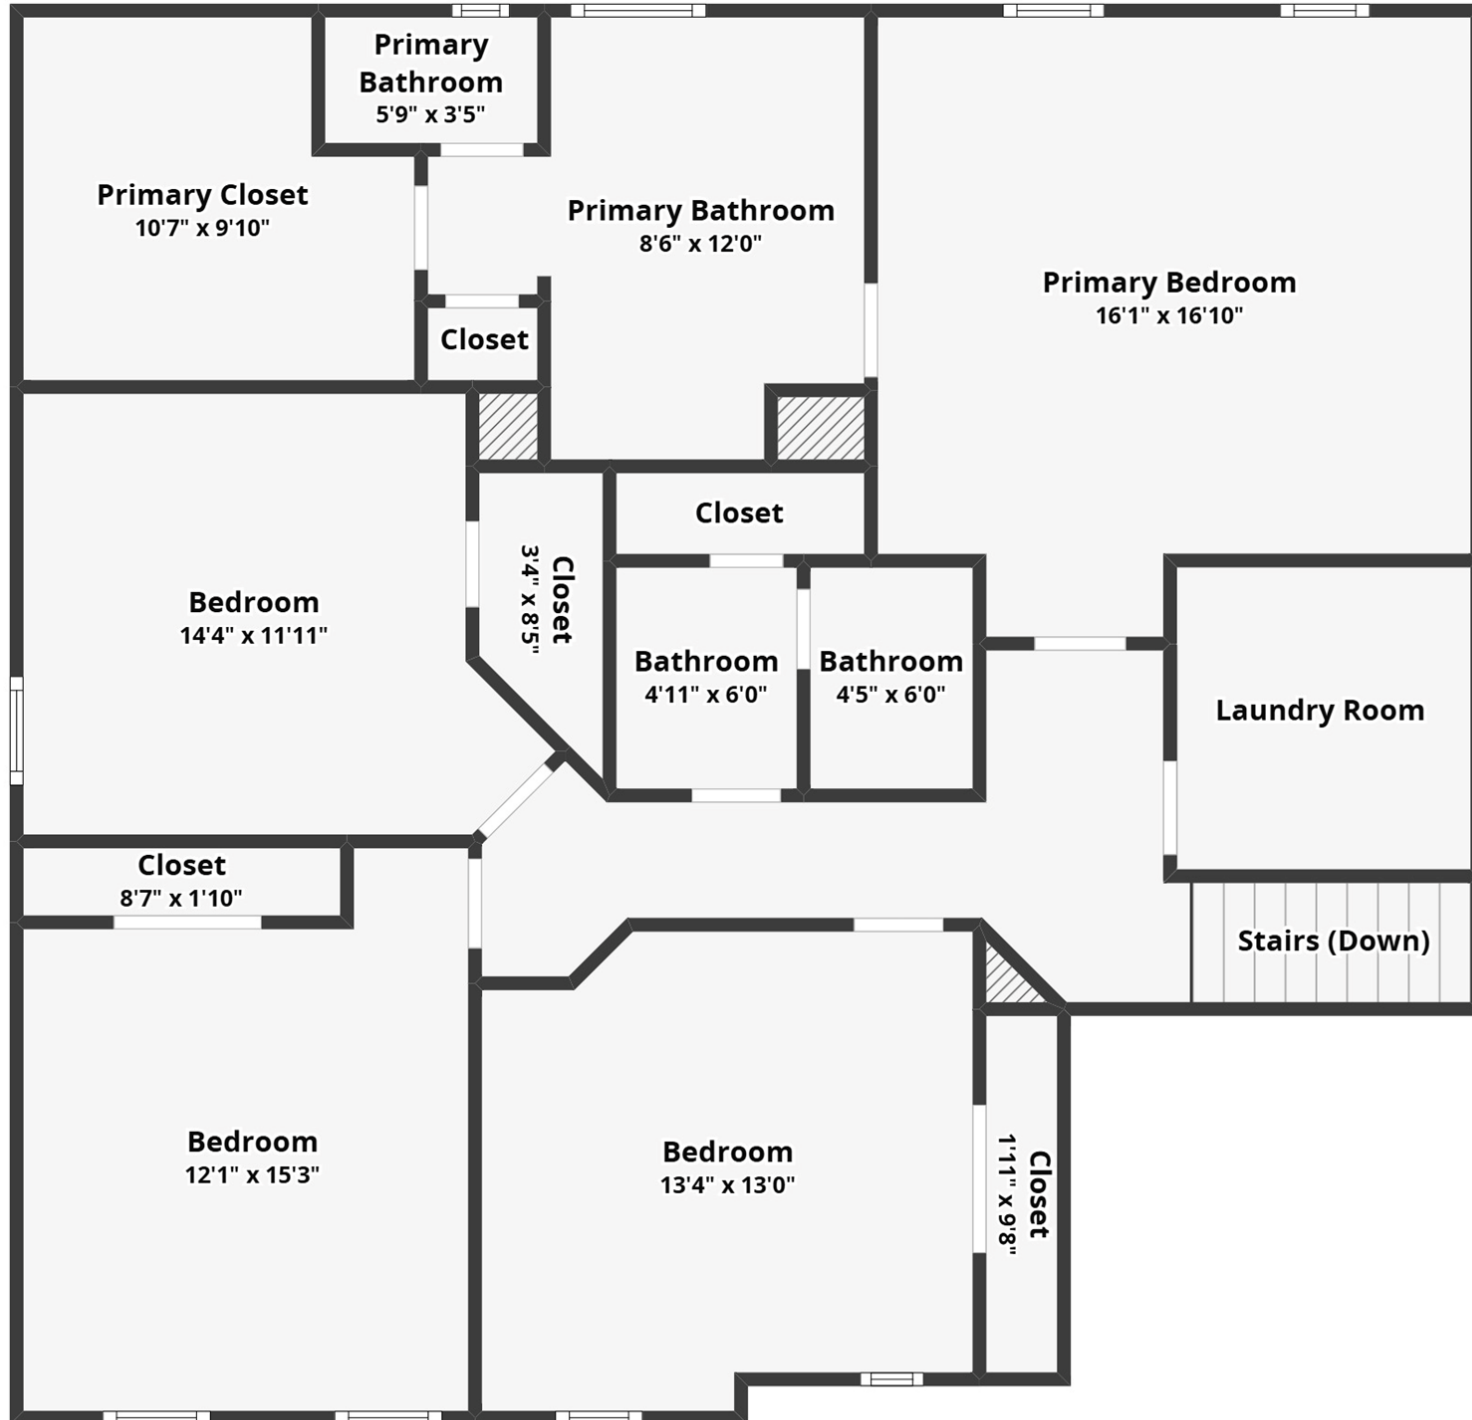 Primary
Bathroom
5'9" x 3'5"
Primary Closet
10'7" x 9'10"
Primary Bathroom
8'6" x 12'0"
Primary Bedroom
16'1" x 16'10"
Closet
Closet
Closet
3'4" x 8'5"
Bedroom
14'4" x 11'11"
Bathroom
4'11" x 6'0"
Bathroom
4'5" x 6'0"
Laundry Room
Closet
8'7" x 1'10"
Stairs (Down)
Bedroom
12'1" x 15'3"
Bedroom
13'4" x 13'0"
Closet
1'11" x 9'8"